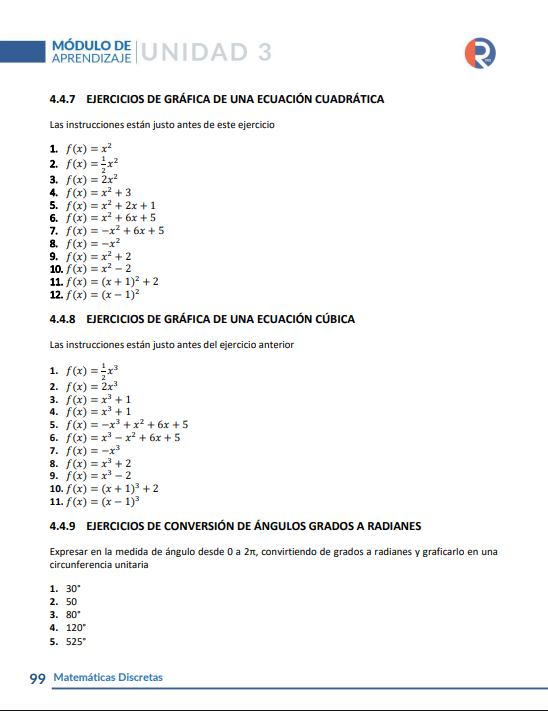 MÓDULO DE
APRENDIZAJE
UNIDAD 3
4.4.7 EJERCICIOS DE GRÁFICA DE UNA ECUACIÓN CUADRÁTICA
Las instrucciones están justo antes de este ejercicio
1. f(x) = x²
2. f(x) = ½x²
3. f(x) = 2x²
4. f(x) = x² + 3
5. f(x) = x² + 2x + 1
6. f(x) = x² + 6x + 5
7. f(x) = −x² + 6x + 5
8. f(x) = −x²
9. f(x) = x² + 2
10. f(x) = x² − 2
11. f(x) = (x + 1)² + 2
12. f(x) = (x − 1)²
4.4.8 EJERCICIOS DE GRÁFICA DE UNA ECUACIÓN CÚBICA
Las instrucciones están justo antes del ejercicio anterior
1. f(x) = ½x³
2. f(x) = 2x³
3. f(x) = x³ + 1
4. f(x) = x³ + 1
5. f(x) = −x³ + x² + 6x + 5
6. f(x) = x³ − x² + 6x + 5
7. f(x) = −x³
8. f(x) = x³ + 2
9. f(x) = x³ − 2
10. f(x) = (x + 1)³ + 2
11. f(x) = (x − 1)³
4.4.9 EJERCICIOS DE CONVERSIÓN DE ÁNGULOS GRADOS A RADIANES
Expresar en la medida de ángulo desde 0 a 2π, convirtiendo de grados a radianes y graficarlo en una
circunferencia unitaria
1. 30°
2. 50
3. 80°
4. 120°
5. 525°
99 Matemáticas Discretas